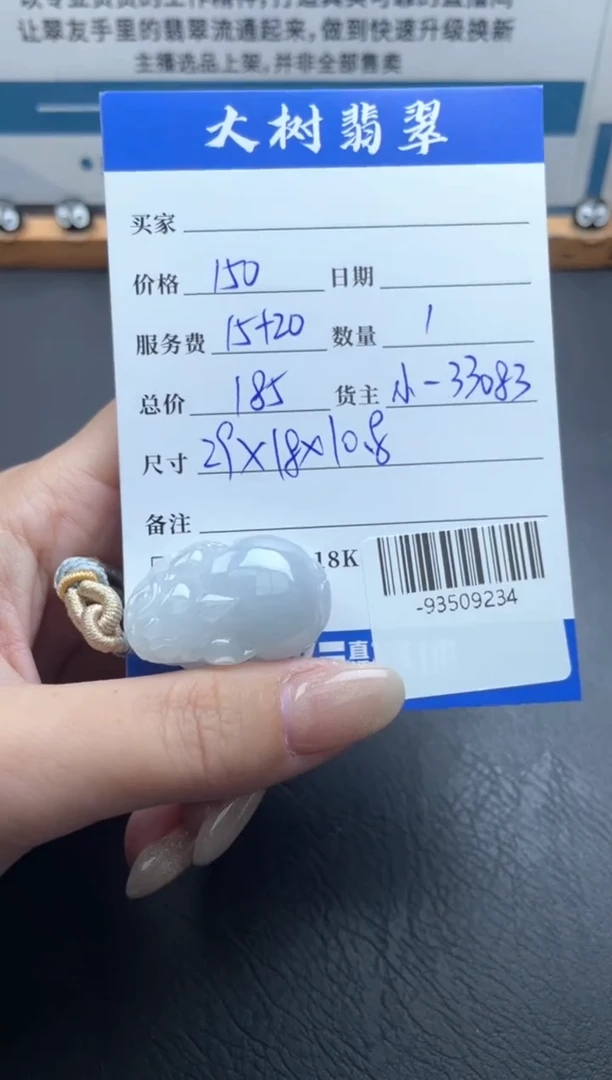 让翠友手里的翡翠流通起来,做到快速升级换新
主播选品上架,并非全部售卖
大树翡翠
买家
价格 150 日期
服务费 15+20 数量 1
总价 185 货主 小-33083
尺寸 29×18×10.8
备注
18K
-93509234